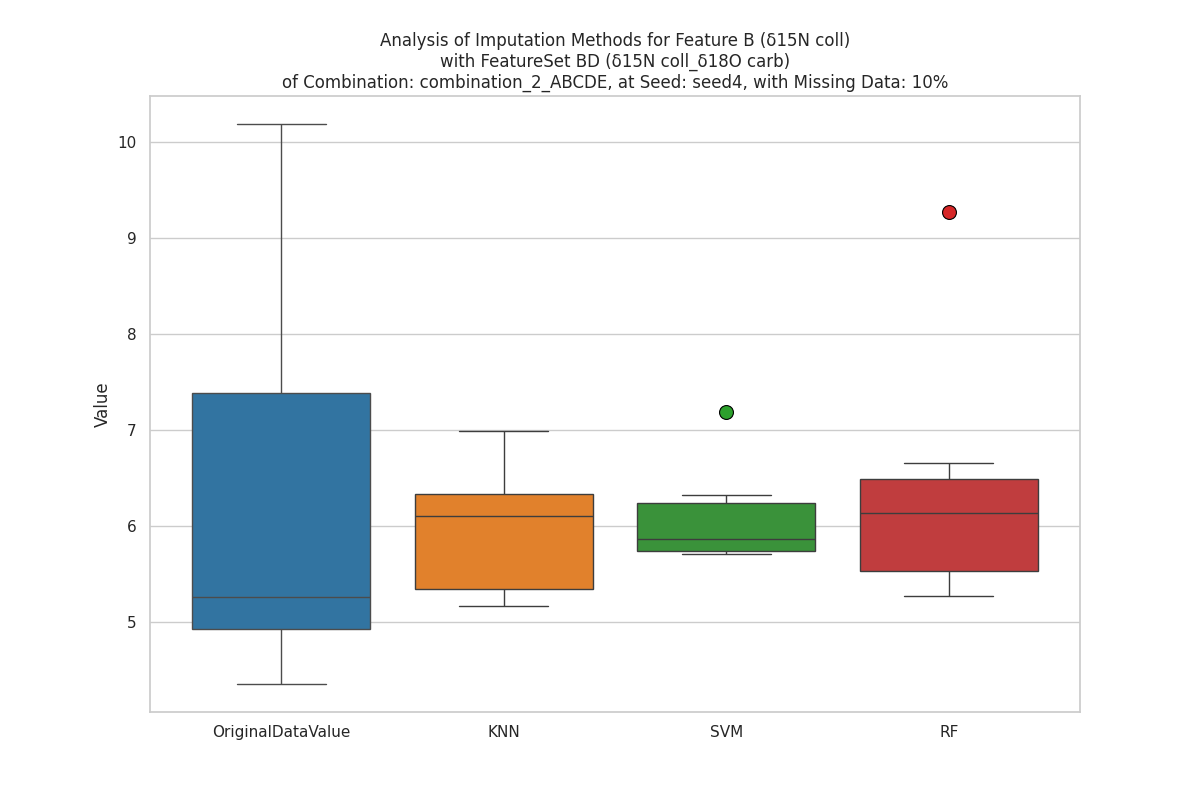 Analysis of Imputation Methods for Feature B (δ15N coll)
with FeatureSet BD (δ15N coll_δ18O carb)
of Combination: combination_2_ABCDE, at Seed: seed4, with Missing Data: 10%
10
9
8
7
6
5
Value
OriginalDataValue
KNN
SVM
RF